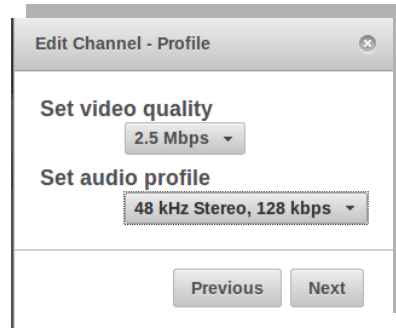 Edit Channel - Profile
Set video quality
2.5 Mbps
Set audio profile
48 kHz Stereo, 128 kbps
Previous Next